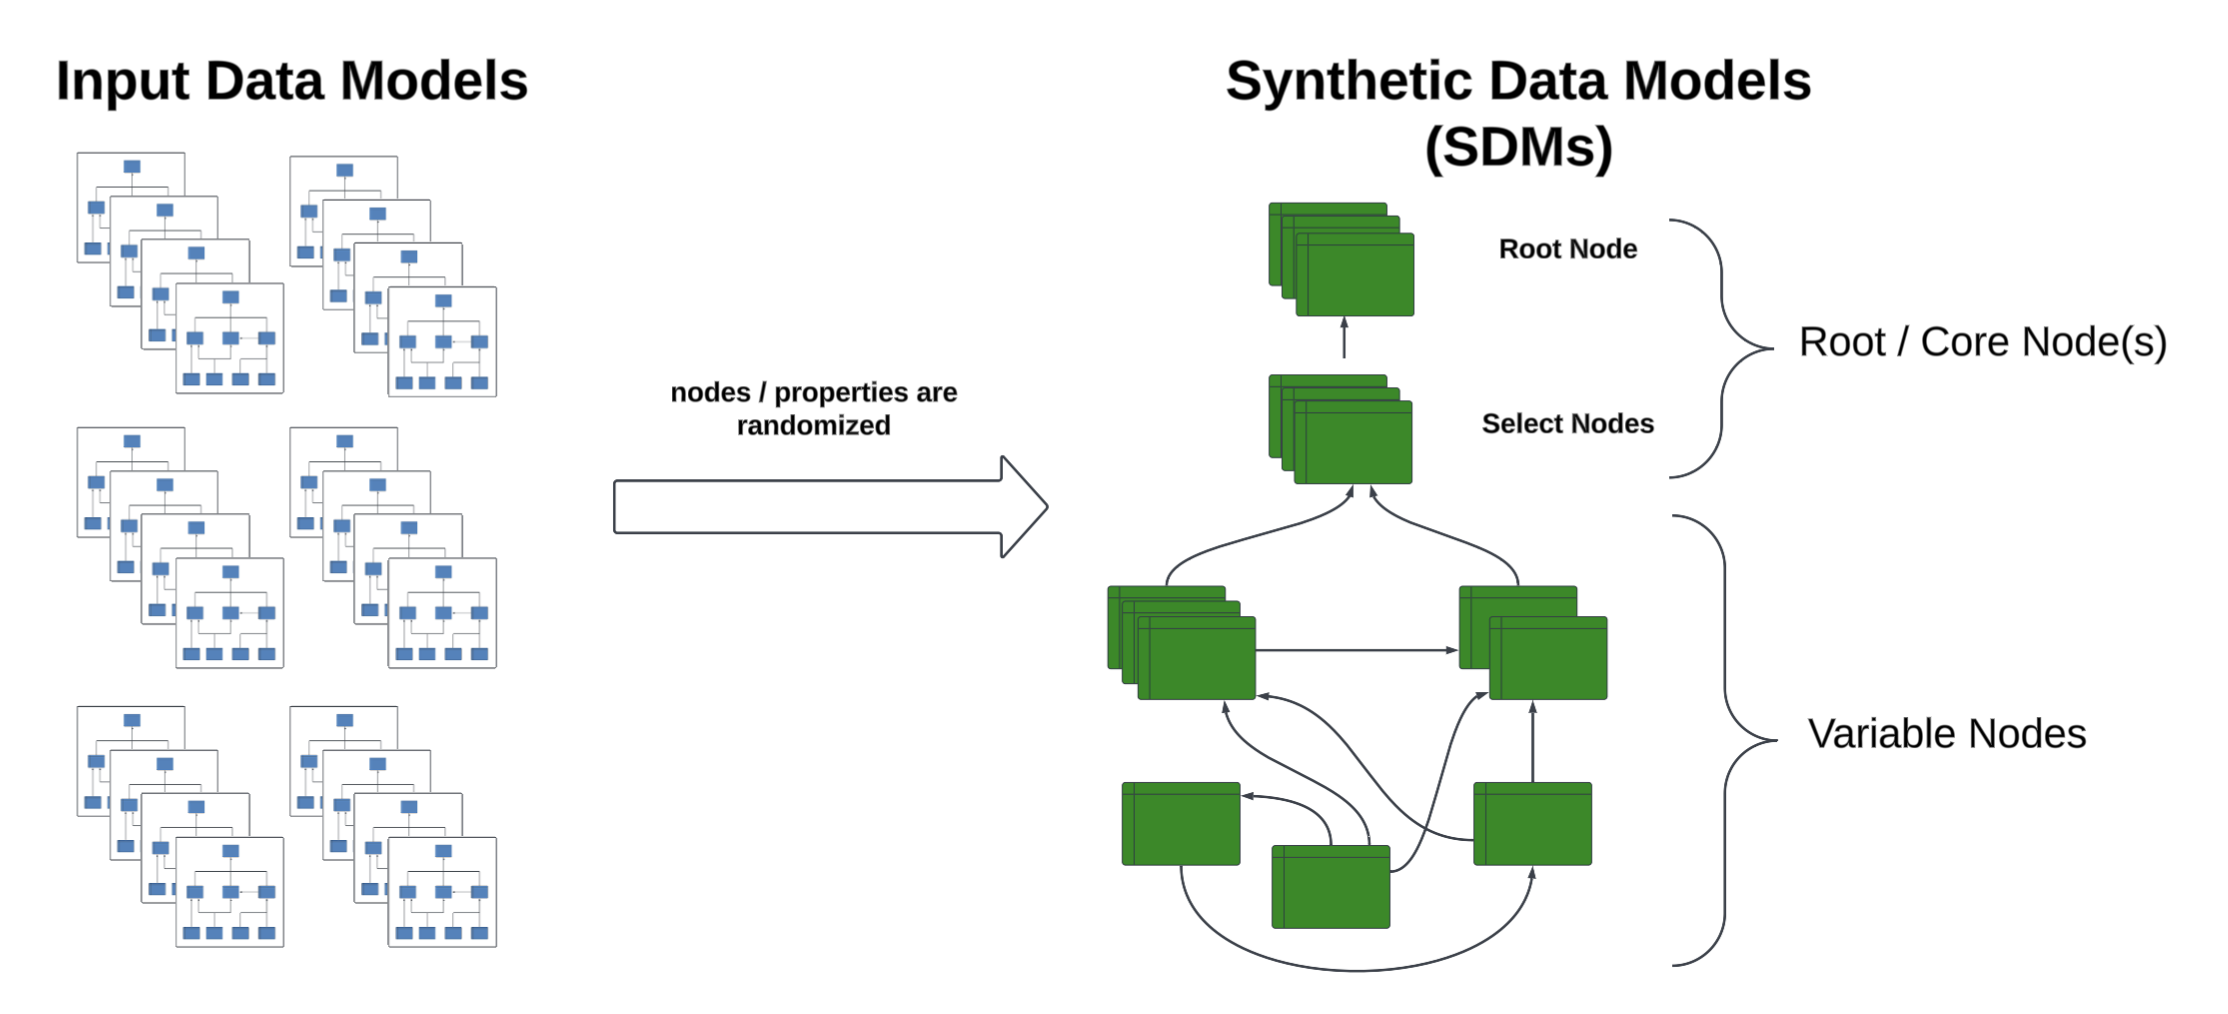 Input Data Models
Synthetic Data Models
(SDMs)
Root Node
Root / Core Node(s)
nodes / properties are
randomized
Select Nodes
Variable Nodes